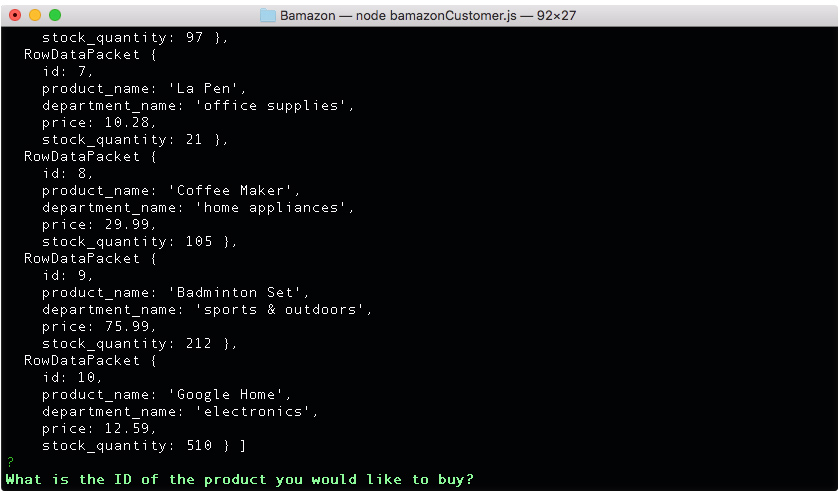 Bamazon — node bamazonCustomer.js — 92×27
stock_quantity: 97 },
RowDataPacket {
id: 7,
product_name: 'La Pen',
department_name: 'office supplies',
price: 10.28,
stock_quantity: 21 },
RowDataPacket {
id: 8,
product_name: 'Coffee Maker',
department_name: 'home appliances',
price: 29.99,
stock_quantity: 105 },
RowDataPacket {
id: 9,
product_name: 'Badminton Set',
department_name: 'sports & outdoors',
price: 75.99,
stock_quantity: 212 },
RowDataPacket {
id: 10,
product_name: 'Google Home',
department_name: 'electronics',
price: 12.59,
stock_quantity: 510 } ]
?
What is the ID of the product you would like to buy?